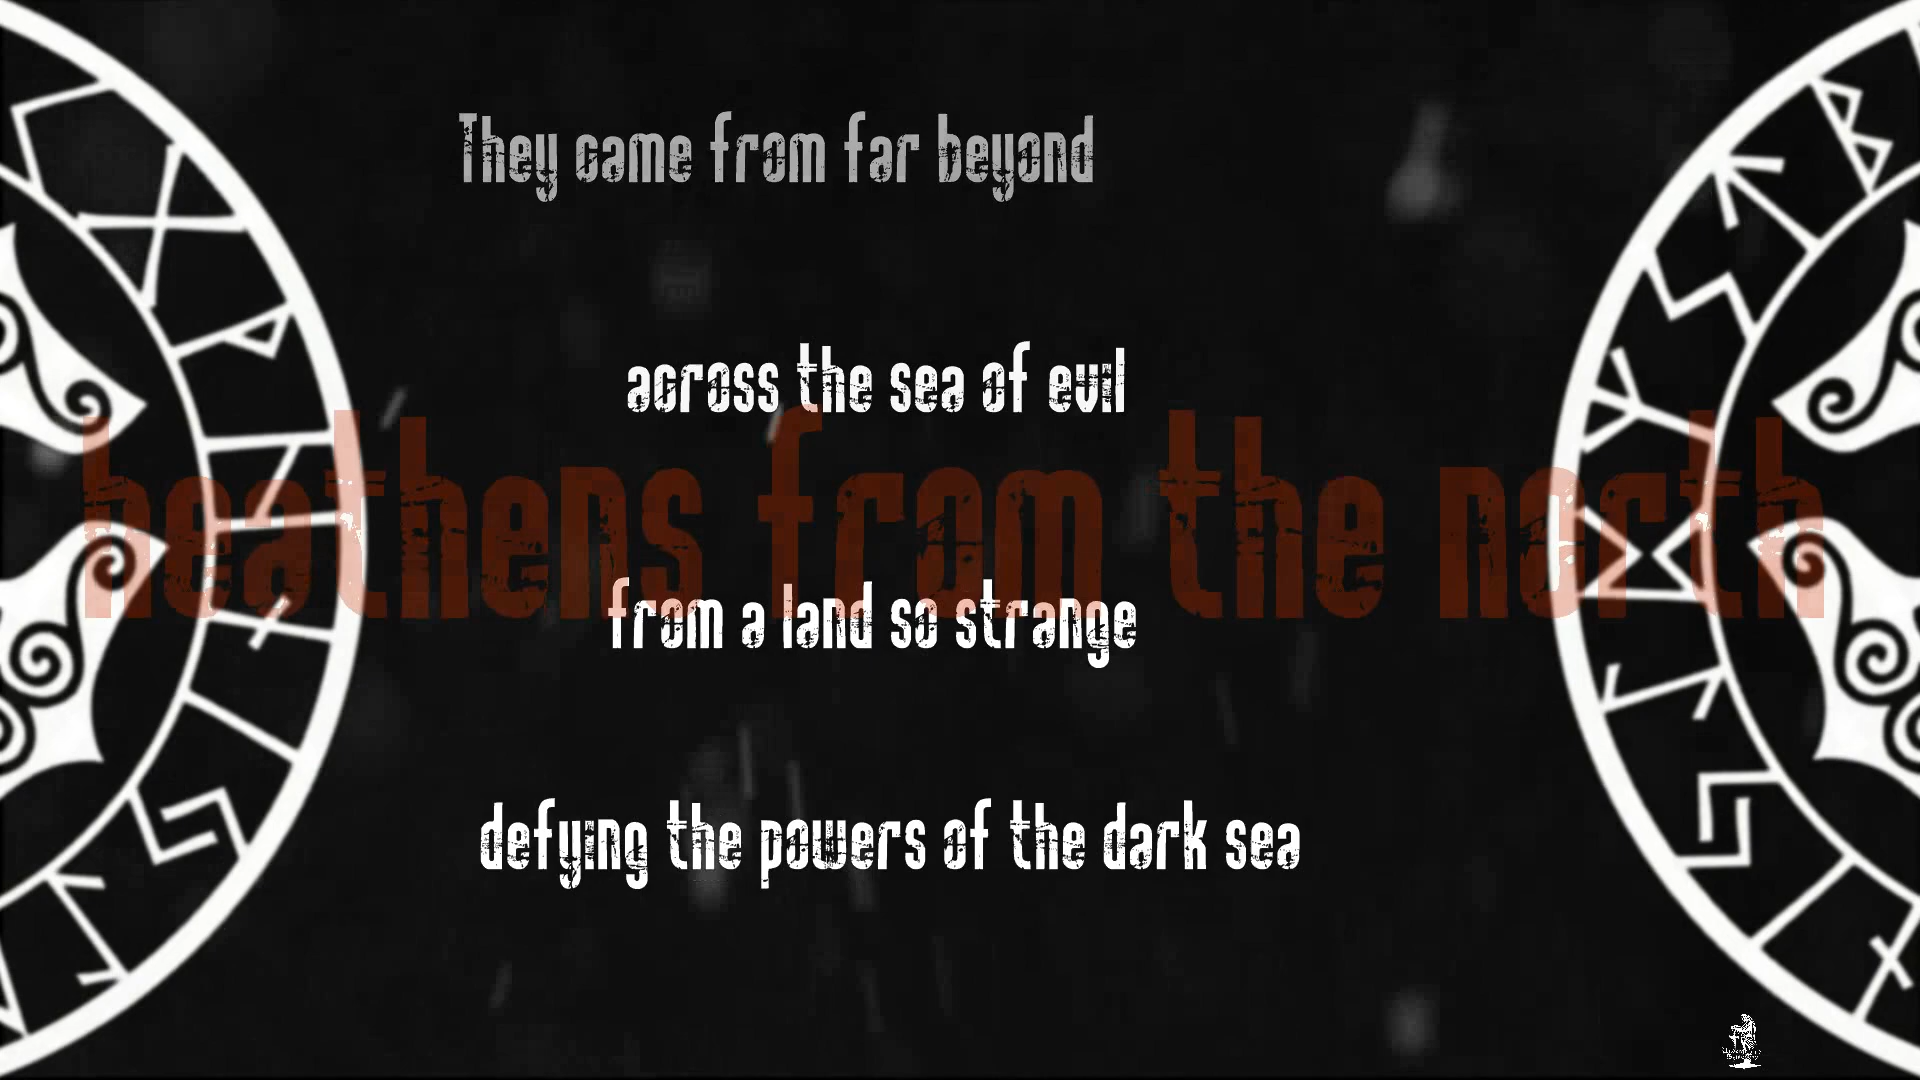 They came from far beyond
across the sea of evil
heathens from the north
from a land so strange
defying the powers of the dark sea